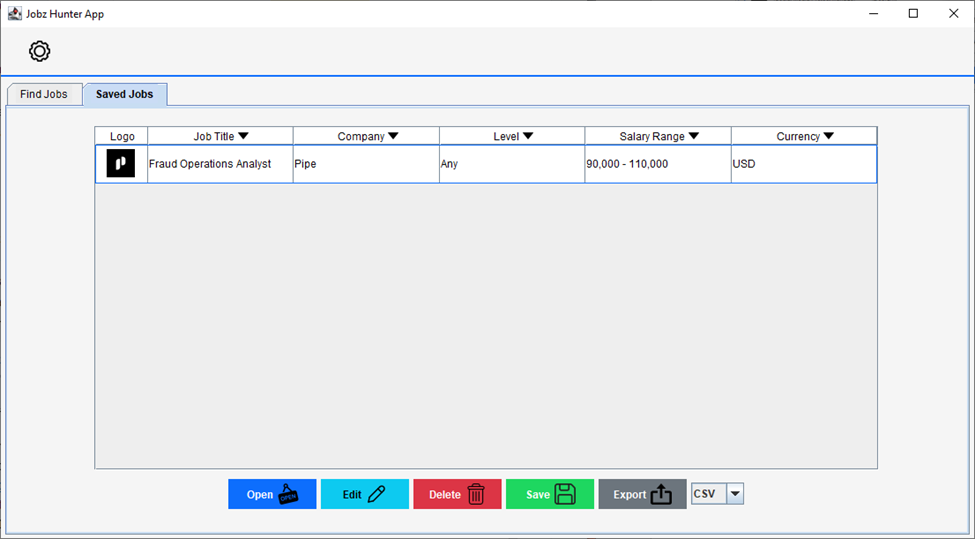 Jobz Hunter App
Find Jobs Saved Jobs
Logo Job Title Company Level Salary Range Currency
Fraud Operations Analyst Pipe Any 90,000 - 110,000 USD
Open OPEN Edit Delete Save Export CSV